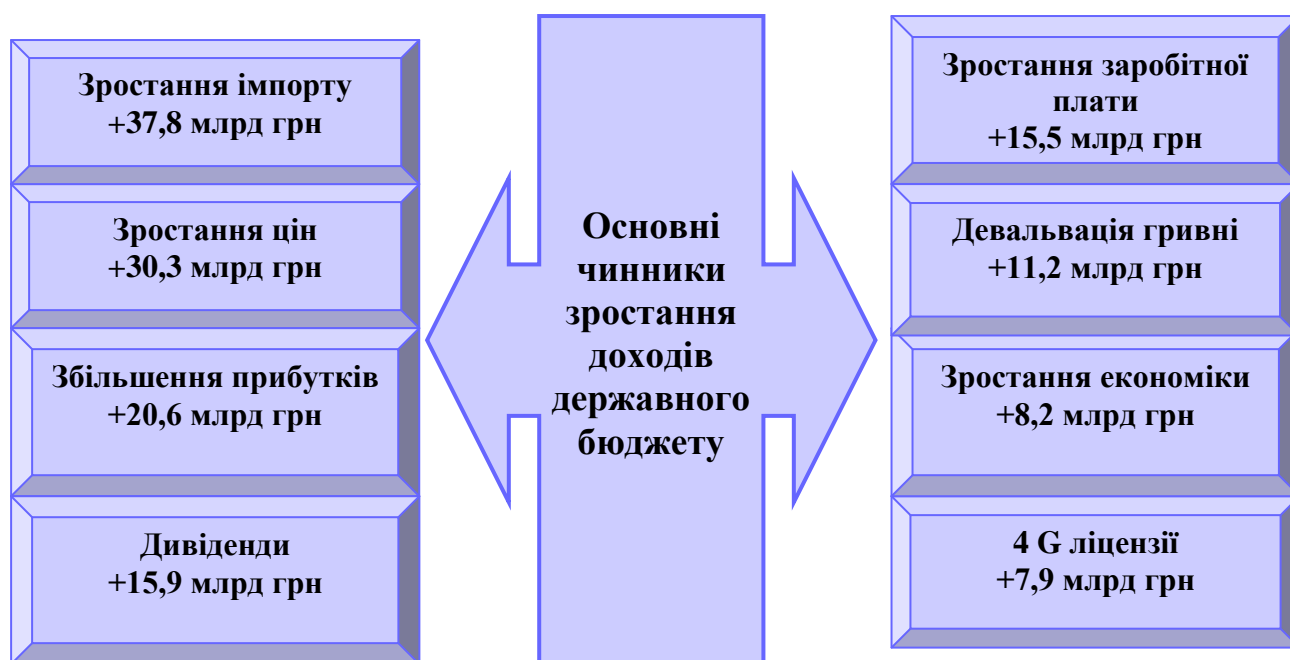 Зростання імпорту
+37,8 млрд грн
Зростання цін
+30,3 млрд грн
Збільшення прибутків
+20,6 млрд грн
Дивіденди
+15,9 млрд грн
Основні
чинники
зростання
доходів
державного
бюджету
Зростання заробітної
плати
+15,5 млрд грн
Девальвація гривні
+11,2 млрд грн
Зростання економіки
+8,2 млрд грн
4 G ліцензії
+7,9 млрд грн